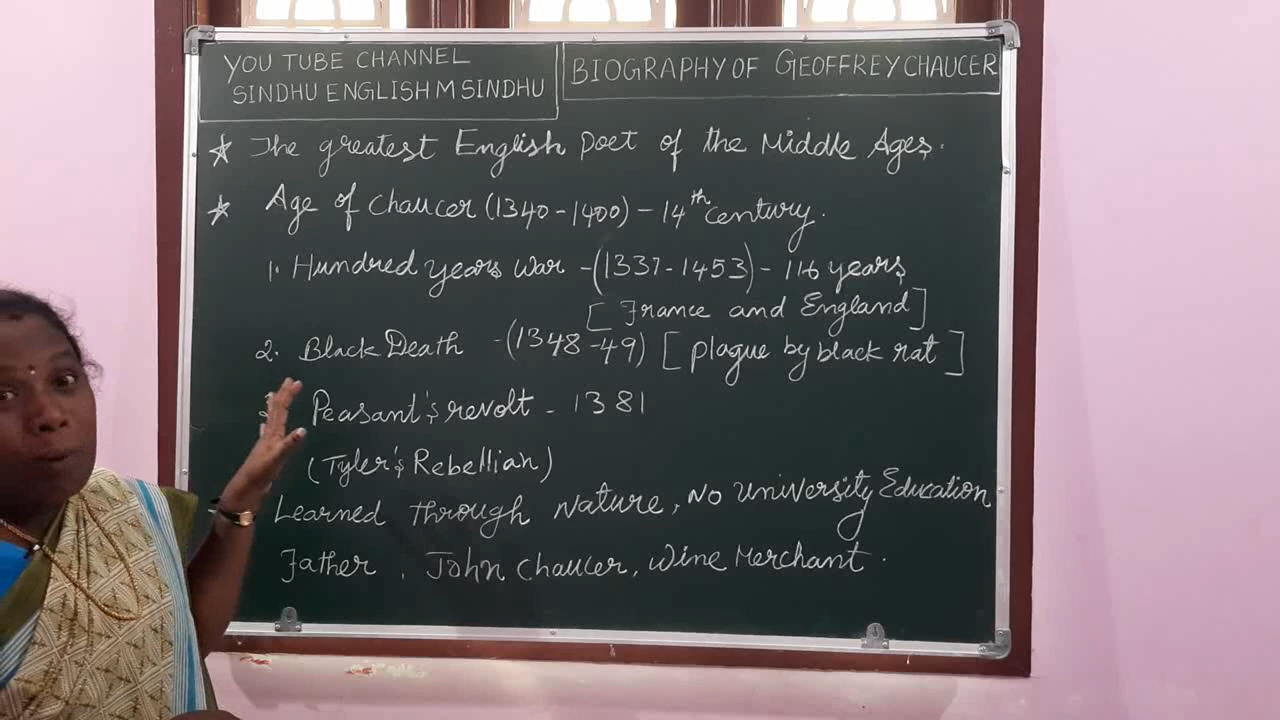 YOU TUBE CHANNEL
SINDHU ENGLISH M SINDHU
BIOGRAPHY OF GEOFFREY CHAUCER
☆ The greatest English poet of the Middle Ages.
☆ Age of Chaucer (1340-1400) - 14th century.
1. Hundred years war - (1337-1453) - 116 years
[France and England]
2. Black Death - (1348-49) [plague by black rat]
Peasant's revolt - 1381
(Tyler's Rebellian)
Learned through Nature, No University Education
Father . John Chaucer, Wine Merchant.